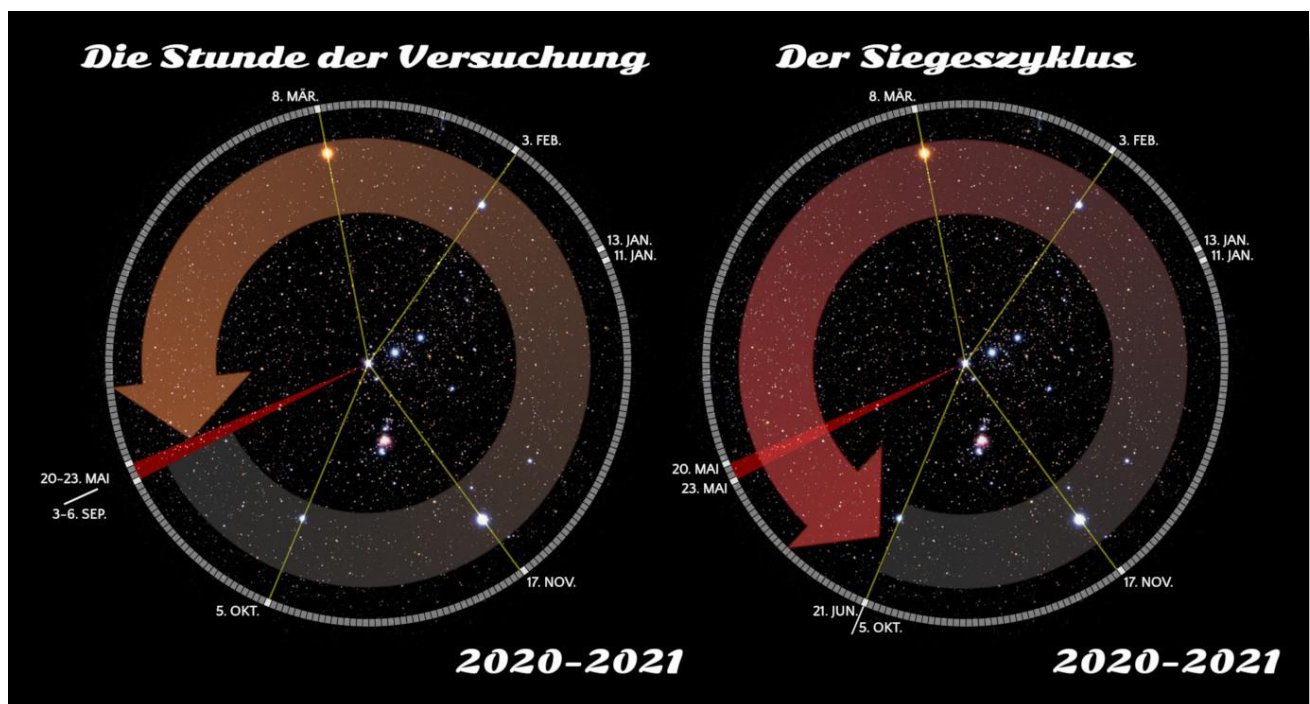 Die Stunde der Versuchung
8. MÄR.
3. FEB.
13. JAN.
11. JAN.
20-23. MAI
3-6. SEP.
5. OKT.
17. NOV.
2020-2021
Der Siegeszyklus
8. MÄR.
3. FEB.
13. JAN.
11. JAN.
20. MAI
23. MAI
21. JUN.
5. OKT.
17. NOV.
2020-2021